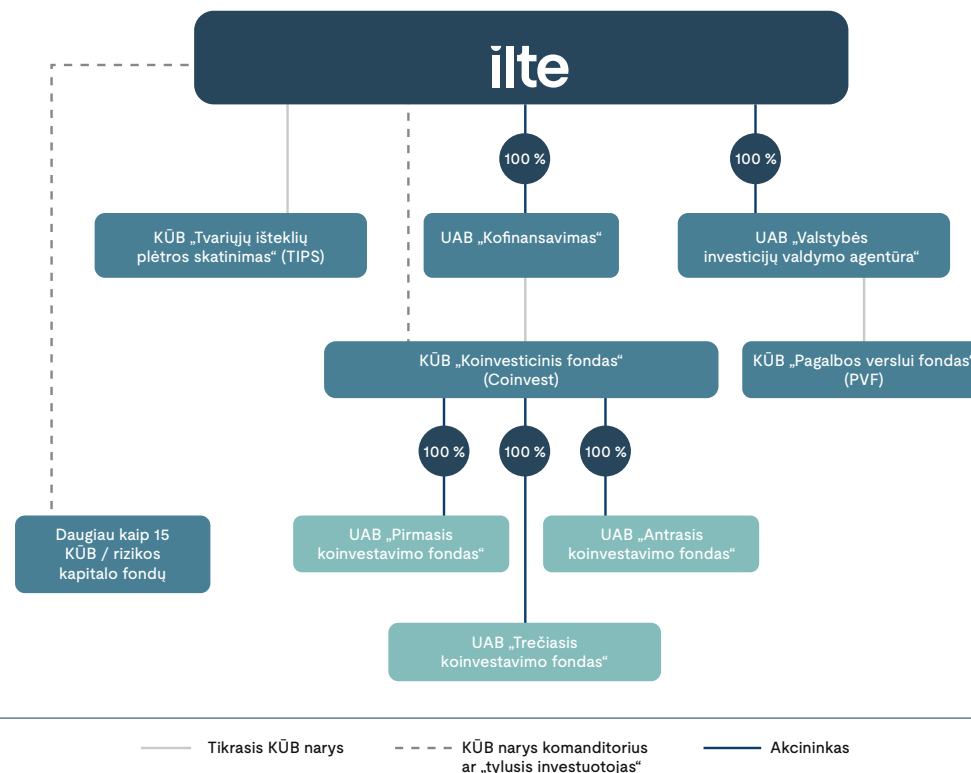 ilte
100 %
100 %
KŪB „Tvariųjų išteklių
plėtros skatinimas“ (TIPS)
UAB „Kofinansavimas“
UAB „Valstybės
investicijų valdymo agentūra“
KŪB „Koinvesticinis fondas“
(Coinvest)
KŪB „Pagalbos verslui fondas“
(PVF)
100 %
100 %
100 %
Daugiau kaip 15
KŪB / rizikos
kapitalo fondų
UAB „Pirmasis
koinvestavimo fondas“
UAB „Antrasis
koinvestavimo fondas“
UAB „Trečiasis
koinvestavimo fondas“
Tikrasis KŪB narys
KŪB narys komanditorius
ar „tylusis investuotojas“
Akcininkas